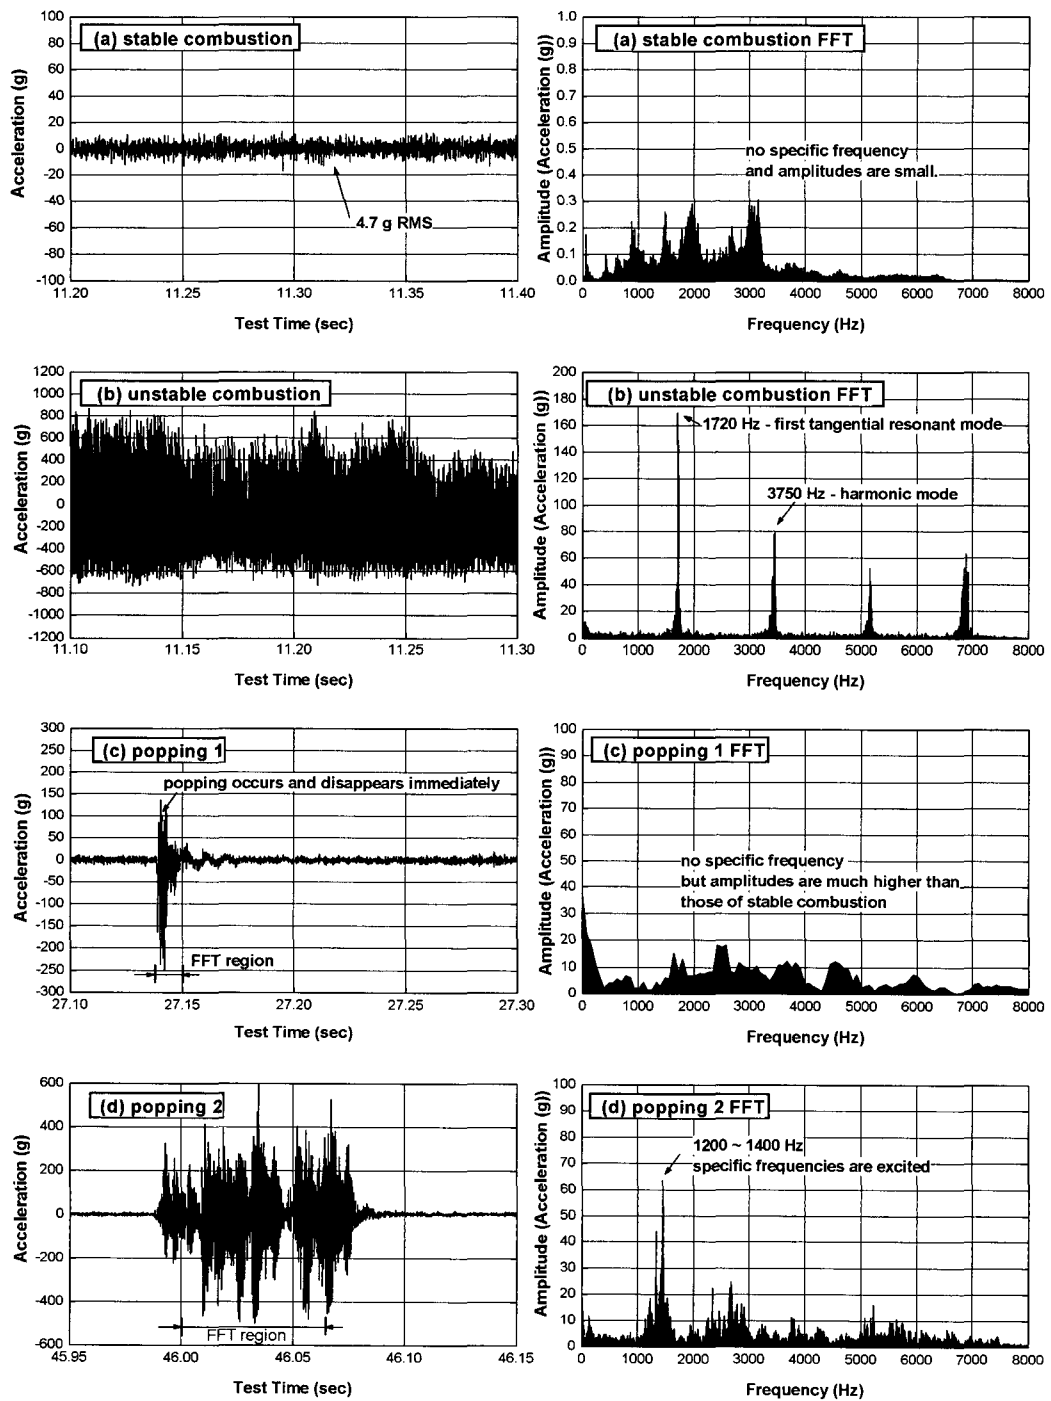 (a) stable combustion
Acceleration (g)
100
80
60
40
20
0
-20
-40
-60
-80
-100
4.7 g RMS
11.20 11.25 11.30 11.35 11.40
Test Time (sec)
(a) stable combustion FFT
Amplitude (Acceleration (g))
1.0
0.9
0.8
0.7
0.6
0.5
0.4
0.3
0.2
0.1
0.0
no specific frequency
and amplitudes are small.
0 1000 2000 3000 4000 5000 6000 7000 8000
Frequency (Hz)
(b) unstable combustion
Acceleration (g)
1200
1000
800
600
400
200
0
-200
-400
-600
-800
-1000
-1200
11.10 11.15 11.20 11.25 11.30
Test Time (sec)
(b) unstable combustion FFT
Amplitude (Acceleration (g))
200
180
160
140
120
100
80
60
40
20
0
1720 Hz - first tangential resonant mode
3750 Hz - harmonic mode
0 1000 2000 3000 4000 5000 6000 7000 8000
Frequency (Hz)
(c) popping 1
Acceleration (g)
300
250
200
150
100
50
0
-50
-100
-150
-200
-250
-300
popping occurs and disappears immediately
FFT region
27.10 27.15 27.20 27.25 27.30
Test Time (sec)
(c) popping 1 FFT
Amplitude (Acceleration (g))
100
90
80
70
60
50
40
30
20
10
0
no specific frequency
but amplitudes are much higher than
those of stable combustion
0 1000 2000 3000 4000 5000 6000 7000 8000
Frequency (Hz)
(d) popping 2
Acceleration (g)
600
400
200
0
-200
-400
-600
FFT region
45.95 46.00 46.05 46.10 46.15
Test Time (sec)
(d) popping 2 FFT
Amplitude (Acceleration (g))
100
90
80
70
60
50
40
30
20
10
0
1200 ~ 1400 Hz
specific frequencies are excited
0 1000 2000 3000 4000 5000 6000 7000 8000
Frequency (Hz)